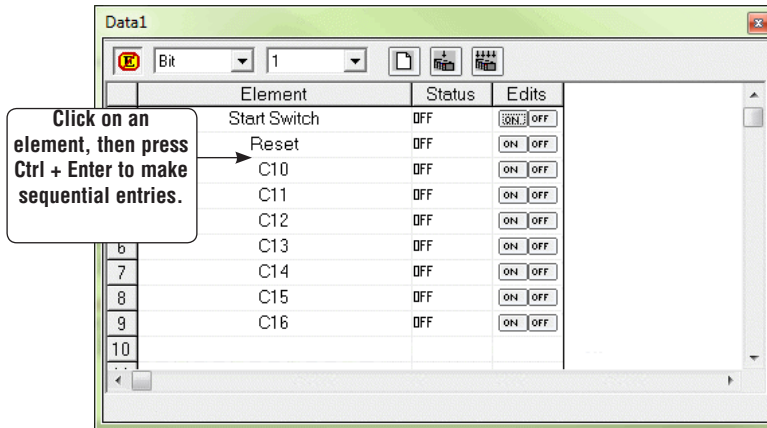 Data1
E Bit 1
Element Status Edits
Click on an
element, then press
Ctrl + Enter to make
sequential entries.
Start Switch OFF ON OFF
Reset OFF ON OFF
C10 OFF ON OFF
C11 OFF ON OFF
C12 OFF ON OFF
6 C13 OFF ON OFF
7 C14 OFF ON OFF
8 C15 OFF ON OFF
9 C16 OFF ON OFF
10